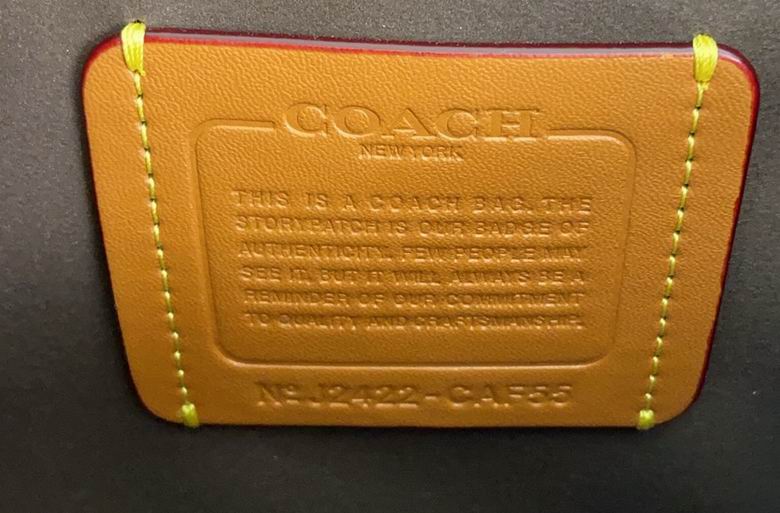 COACH
NEW YORK
THIS IS A COACH BAG. THE
STORYPATCH IS OUR BADGE OF
AUTHENTICITY. FEW PEOPLE MAY
SEE IT, BUT IT WILL ALWAYS BE A
REMINDER OF OUR COMMITMENT
TO QUALITY AND CRAFTSMANSHIP.
Nº J2422-CAF55